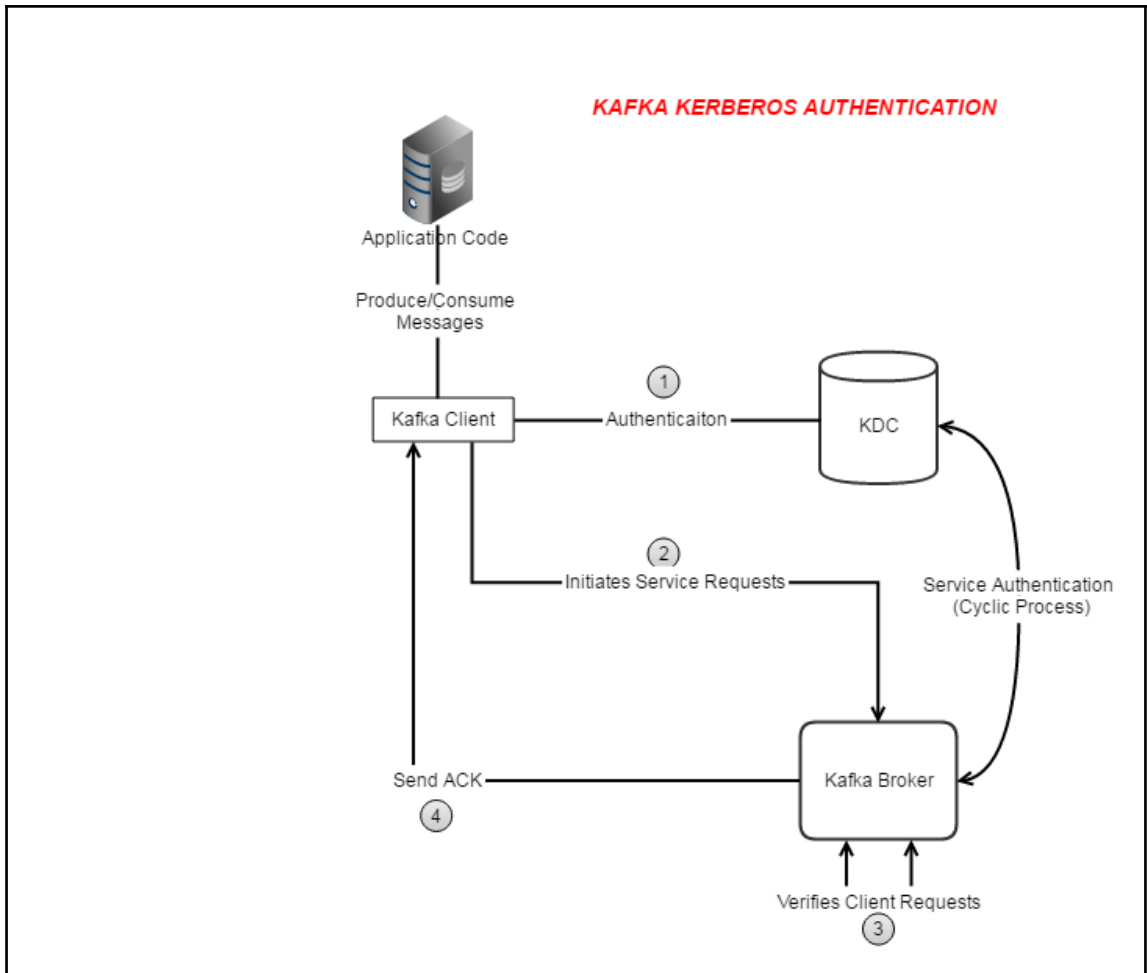 KAFKA KERBEROS AUTHENTICATION
Application Code
Produce/Consume
Messages
1
Kafka Client
Authenticaiton
KDC
2
Initiates Service Requests
Service Authentication
(Cyclic Process)
Send ACK
4
Kafka Broker
Verifies Client Requests
3